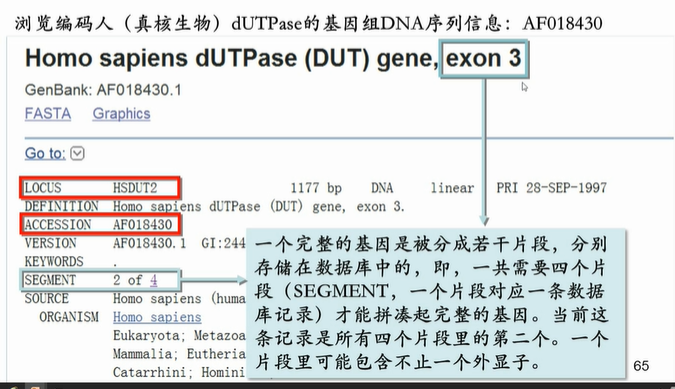 浏览编码人（真核生物）dUTPase的基因组DNA序列信息：AF018430
Homo sapiens dUTPase (DUT) gene, exon 3
GenBank: AF018430.1
FASTA Graphics
Go to:
LOCUS HSDUT2 1177 bp DNA linear PRI 28-SEP-1997
DEFINITION Homo sapiens dUTPase (DUT) gene, exon 3.
ACCESSION AF018430
VERSION AF018430.1 GI:244
KEYWORDS .
SEGMENT 2 of 4
SOURCE Homo sapiens (huma
ORGANISM Homo sapiens
Eukaryota; Metazoa
Mammalia; Eutheria
Catarrhini; Homini
一个完整的基因是被分成若干片段，分别
存储在数据库中的，即，一共需要四个片
段（SEGMENT，一个片段对应一条数据
库记录）才能拼凑起完整的基因。当前这
条记录是所有四个片段里的第二个。一个
片段里可能包含不止一个外显子。
65